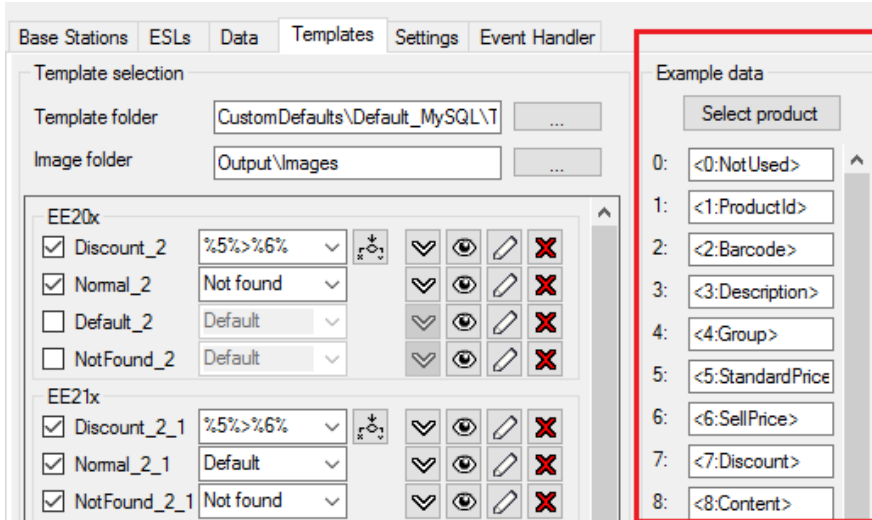 Base Stations ESLs Data Templates Settings Event Handler
Template selection
Template folder CustomDefaults\Default_MySQL\T ...
Image folder Output\Images ...
EE20x
Discount_2 %5%>%6%
Normal_2 Not found
Default_2 Default
NotFound_2 Default
EE21x
Discount_2_1 %5%>%6%
Normal_2_1 Default
NotFound_2_1 Not found
Example data
Select product
0: <0:NotUsed>
1: <1:ProductId>
2: <2:Barcode>
3: <3:Description>
4: <4:Group>
5: <5:StandardPrice
6: <6:SellPrice>
7: <7:Discount>
8: <8:Content>